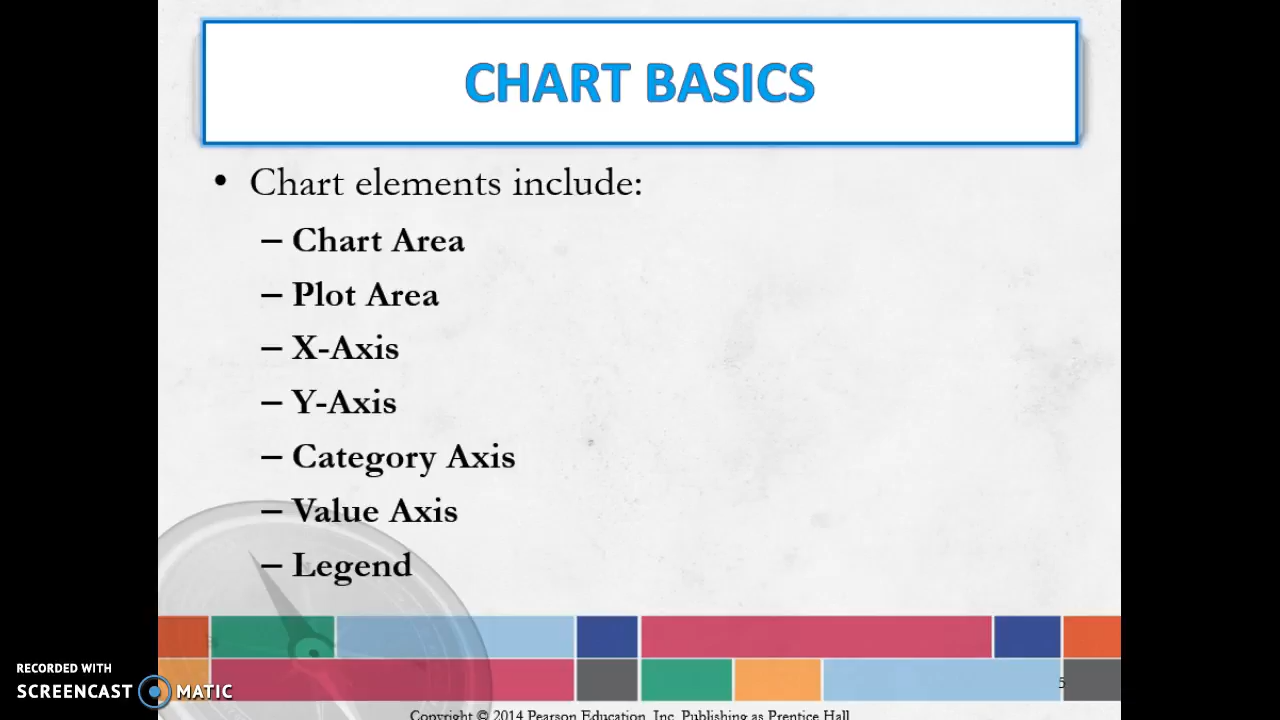 CHART BASICS
• Chart elements include:
– Chart Area
– Plot Area
– X-Axis
– Y-Axis
– Category Axis
– Value Axis
– Legend
5
RECORDED WITH
SCREENCAST MATIC
Copyright © 2014 Pearson Education, Inc. Publishing as Prentice Hall